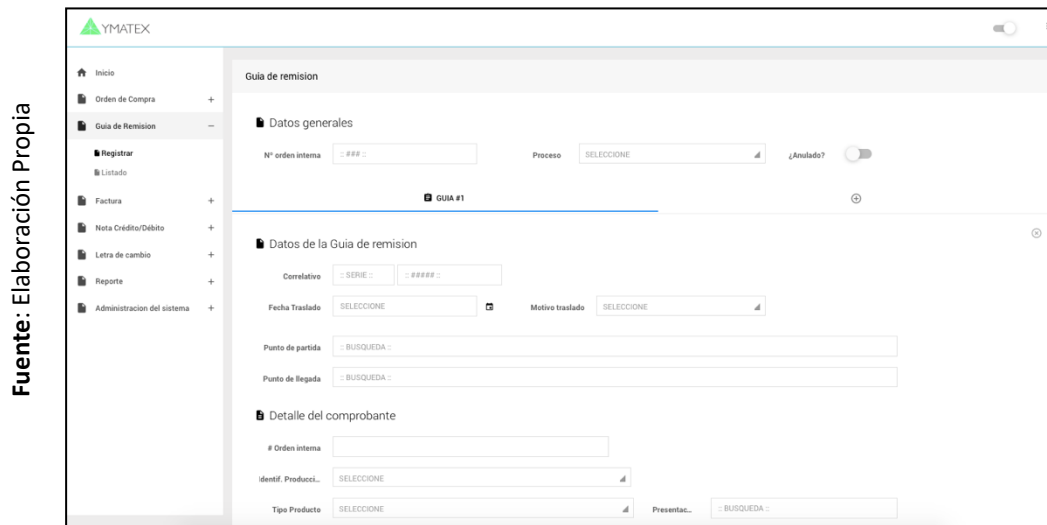 Fuente: Elaboración Propia
YMATEX
Inicio
Orden de Compra +
Guia de Remision −
Registrar
Listado
Factura +
Nota Crédito/Débito +
Letra de cambio +
Reporte +
Administracion del sistema +
Guia de remision
Datos generales
Nº orden interna :: ### :: Proceso SELECCIONE ¿Anulado?
GUIA #1
Datos de la Guia de remision
Correlativo :: SERIE :: :: ##### ::
Fecha Traslado SELECCIONE Motivo traslado SELECCIONE
Punto de partida :: BUSQUEDA ::
Punto de llegada :: BUSQUEDA ::
Detalle del comprobante
# Orden interna
Identif. Producci... SELECCIONE
Tipo Producto SELECCIONE Presentac... :: BUSQUEDA ::